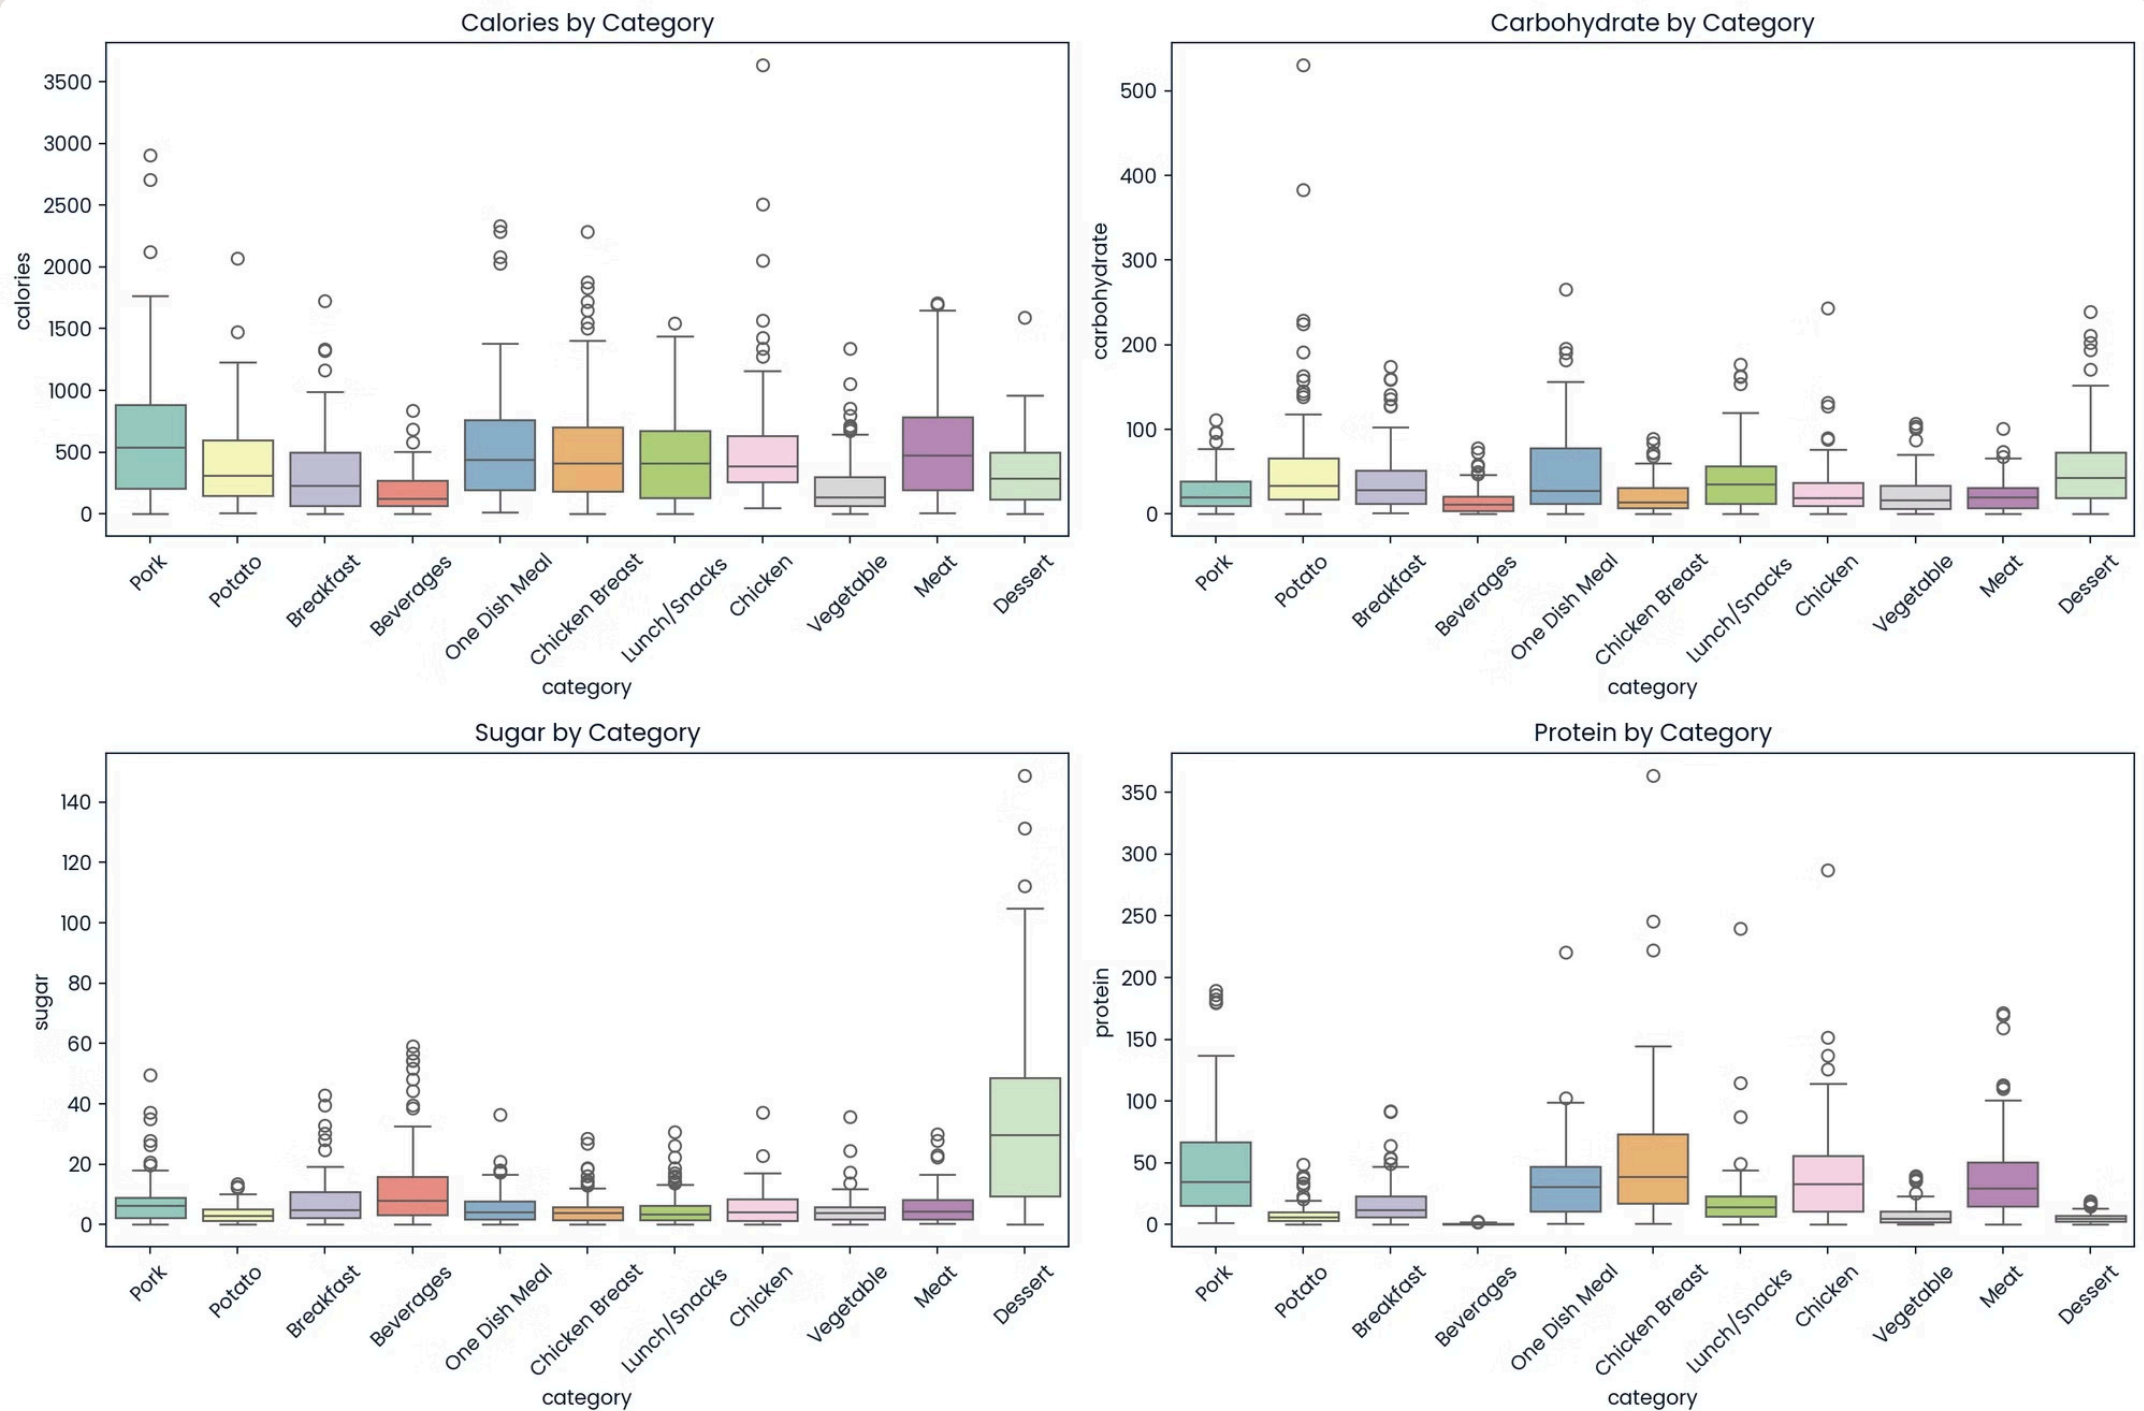 Calories by Category
calories
3500
3000
2500
2000
1500
1000
500
0
Pork
Potato
Breakfast
Beverages
One Dish Meal
Chicken Breast
Lunch/Snacks
Chicken
Vegetable
Meat
Dessert
category
Carbohydrate by Category
carbohydrate
500
400
300
200
100
0
Pork
Potato
Breakfast
Beverages
One Dish Meal
Chicken Breast
Lunch/Snacks
Chicken
Vegetable
Meat
Dessert
category
Sugar by Category
sugar
140
120
100
80
60
40
20
0
Pork
Potato
Breakfast
Beverages
One Dish Meal
Chicken Breast
Lunch/Snacks
Chicken
Vegetable
Meat
Dessert
category
Protein by Category
protein
350
300
250
200
150
100
50
0
Pork
Potato
Breakfast
Beverages
One Dish Meal
Chicken Breast
Lunch/Snacks
Chicken
Vegetable
Meat
Dessert
category